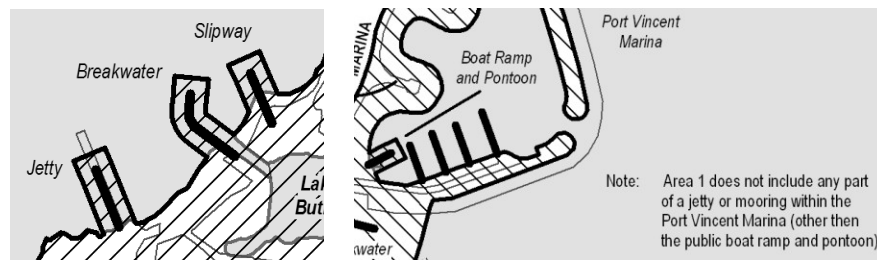 Slipway
Breakwater
Jetty
MARINA
Boat Ramp
and Pontoon
Port Vincent
Marina
Note: Area 1 does not include any part
of a jetty or mooring within the
Port Vincent Marina (other then
the public boat ramp and pontoon)